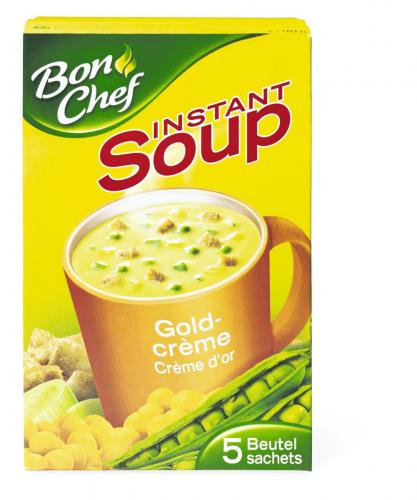 Bon
Chef
INSTANT
Soup
Gold-
crème
Crème d'or
5 Beutel
sachets